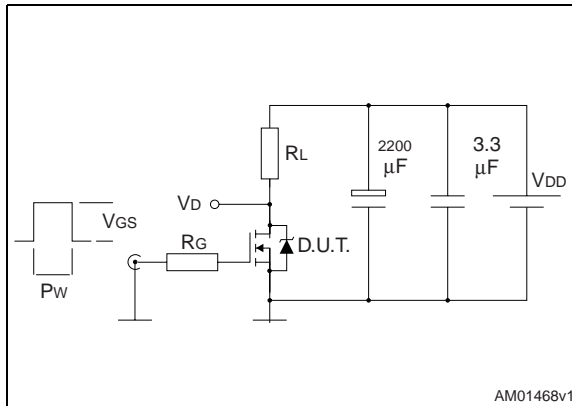 RL
2200
μF
3.3
μF
VDD
VD
VGS
RG
D.U.T.
PW
AM01468v1